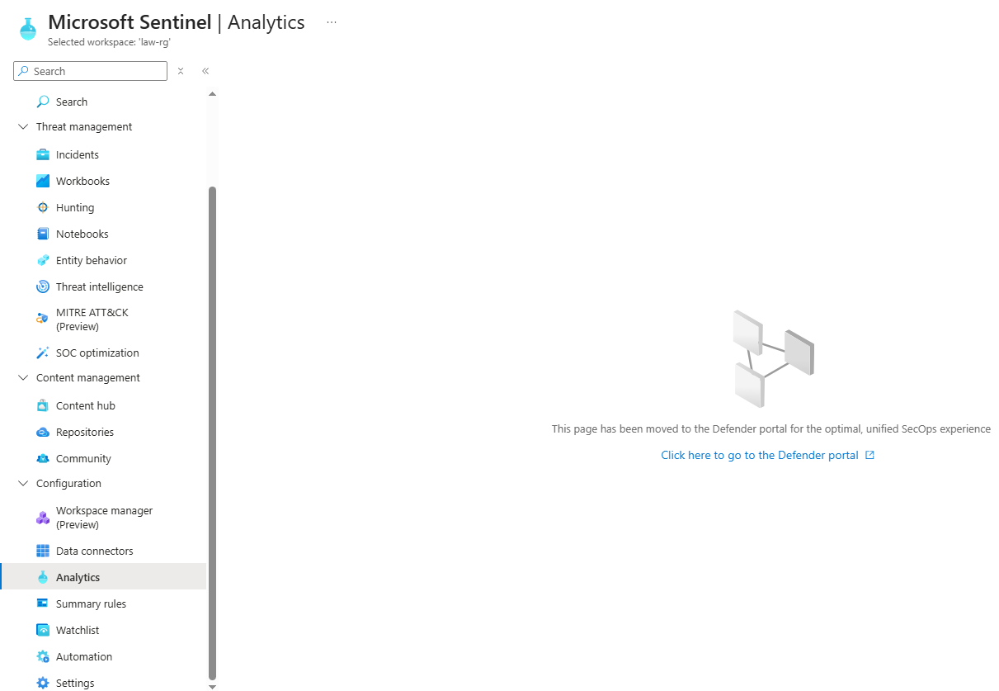 Microsoft Sentinel | Analytics ...
Selected workspace: 'law-rg'
Search
Search
Threat management
Incidents
Workbooks
Hunting
Notebooks
Entity behavior
Threat intelligence
MITRE ATT&CK
(Preview)
SOC optimization
Content management
Content hub
Repositories
Community
Configuration
Workspace manager
(Preview)
Data connectors
Analytics
Summary rules
Watchlist
Automation
Settings
This page has been moved to the Defender portal for the optimal, unified SecOps experience
Click here to go to the Defender portal